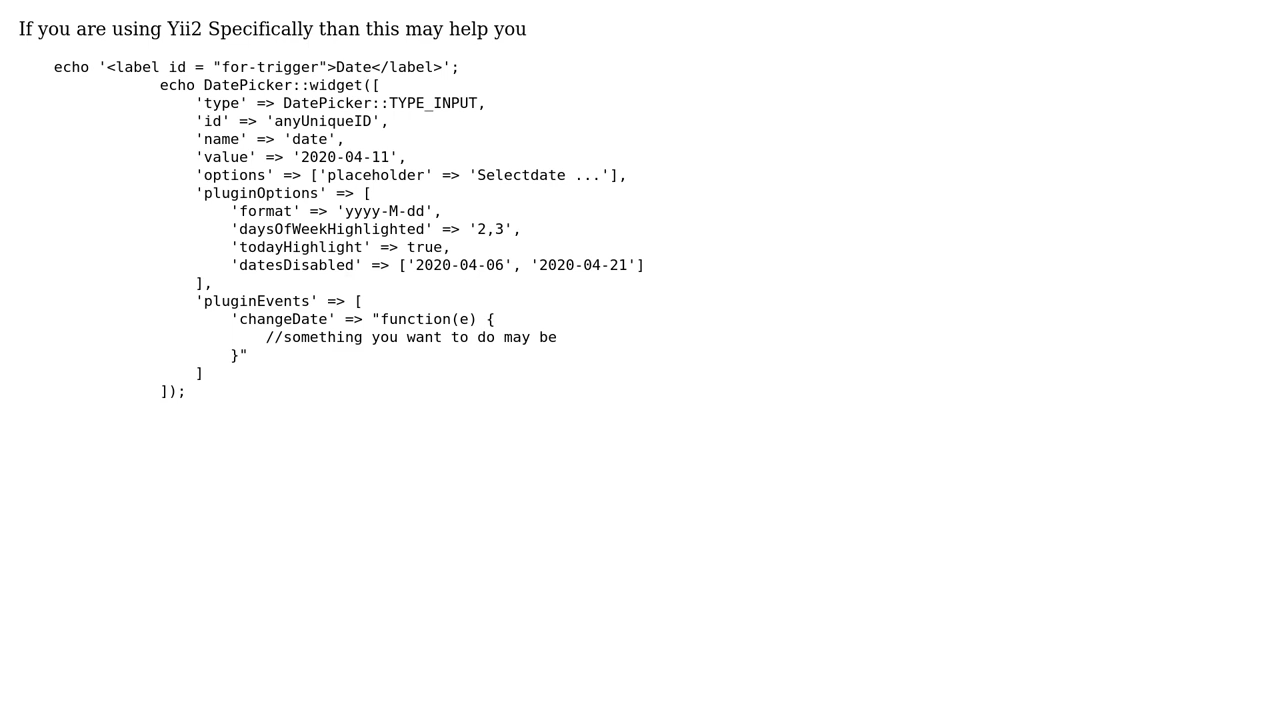 If you are using Yii2 Specifically than this may help you
echo '<label id = "for-trigger">Date</label>';
            echo DatePicker::widget([
                'type' => DatePicker::TYPE_INPUT,
                'id' => 'anyUniqueID',
                'name' => 'date',
                'value' => '2020-04-11',
                'options' => ['placeholder' => 'Selectdate ...'],
                'pluginOptions' => [
                    'format' => 'yyyy-M-dd',
                    'daysOfWeekHighlighted' => '2,3',
                    'todayHighlight' => true,
                    'datesDisabled' => ['2020-04-06', '2020-04-21']
                ],
                'pluginEvents' => [
                    'changeDate' => "function(e) {
                        //something you want to do may be
                    }"
                ]
            ]);